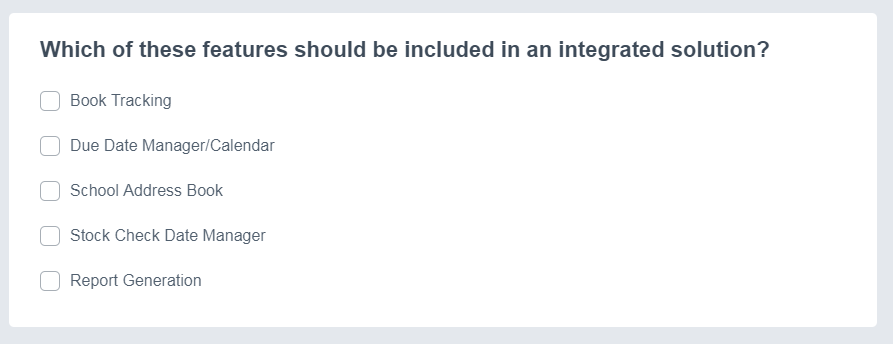 Which of these features should be included in an integrated solution?
Book Tracking
Due Date Manager/Calendar
School Address Book
Stock Check Date Manager
Report Generation